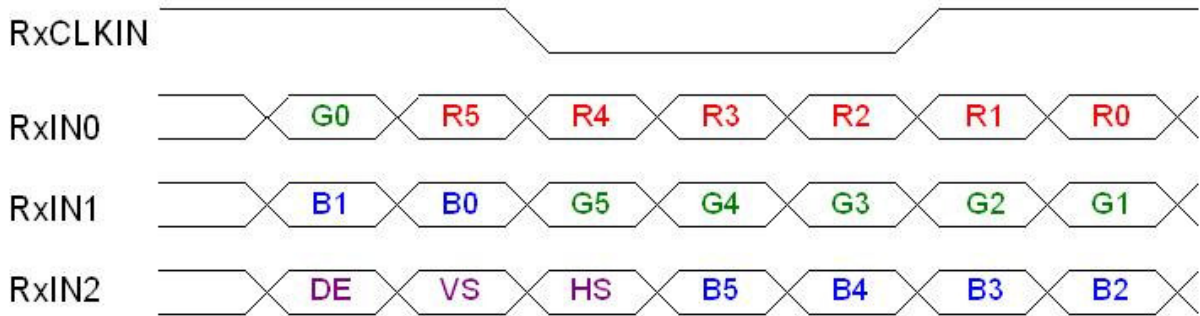 RxCLKIN
RxIN0 G0 R5 R4 R3 R2 R1 R0
RxIN1 B1 B0 G5 G4 G3 G2 G1
RxIN2 DE VS HS B5 B4 B3 B2